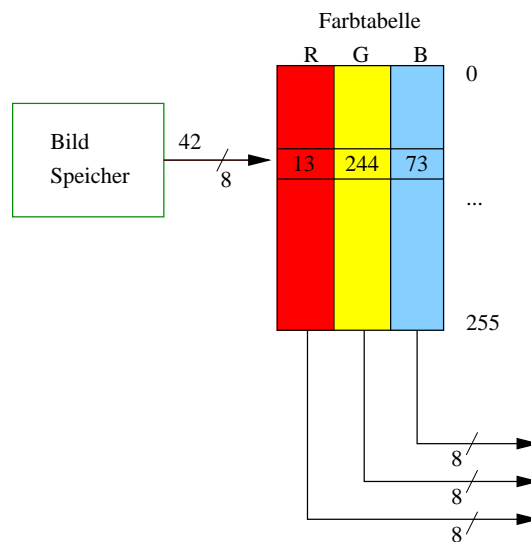 Farbtabelle
R G B
0
Bild
Speicher
42
8
13 244 73
...
255
8
8
8